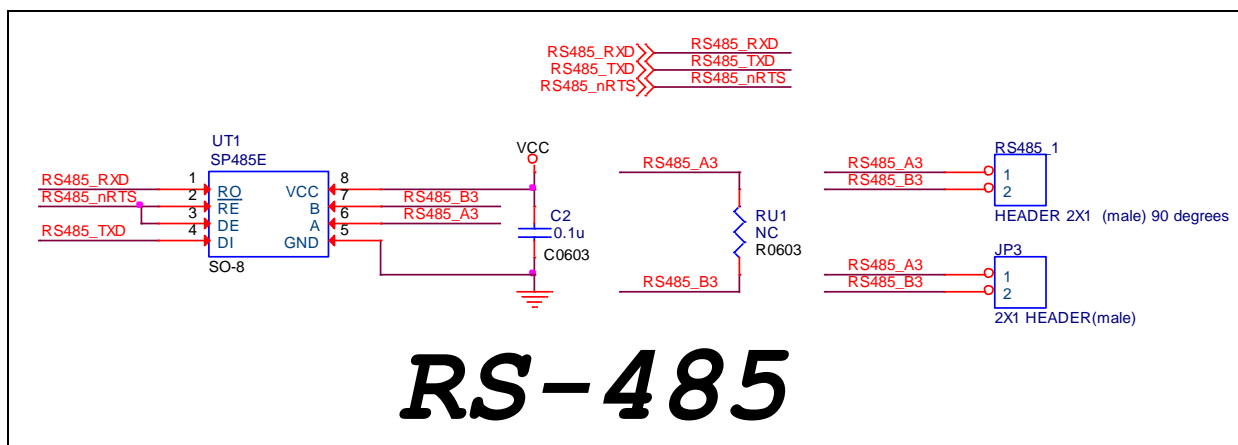 RS485_RXD RS485_RXD
RS485_TXD RS485_TXD
RS485_nRTS RS485_nRTS
UT1
SP485E
RS485_RXD 1 RO VCC 8
RS485_nRTS 2 RE B 7 RS485_B3
3 DE A 6 RS485_A3
RS485_TXD 4 DI GND 5
SO-8
VCC
C2
0.1u
C0603
RS485_A3
RU1
NC
R0603
RS485_B3
RS485_1
RS485_A3 1
RS485_B3 2
HEADER 2X1 (male) 90 degrees
JP3
RS485_A3 1
RS485_B3 2
2X1 HEADER(male)
RS-485